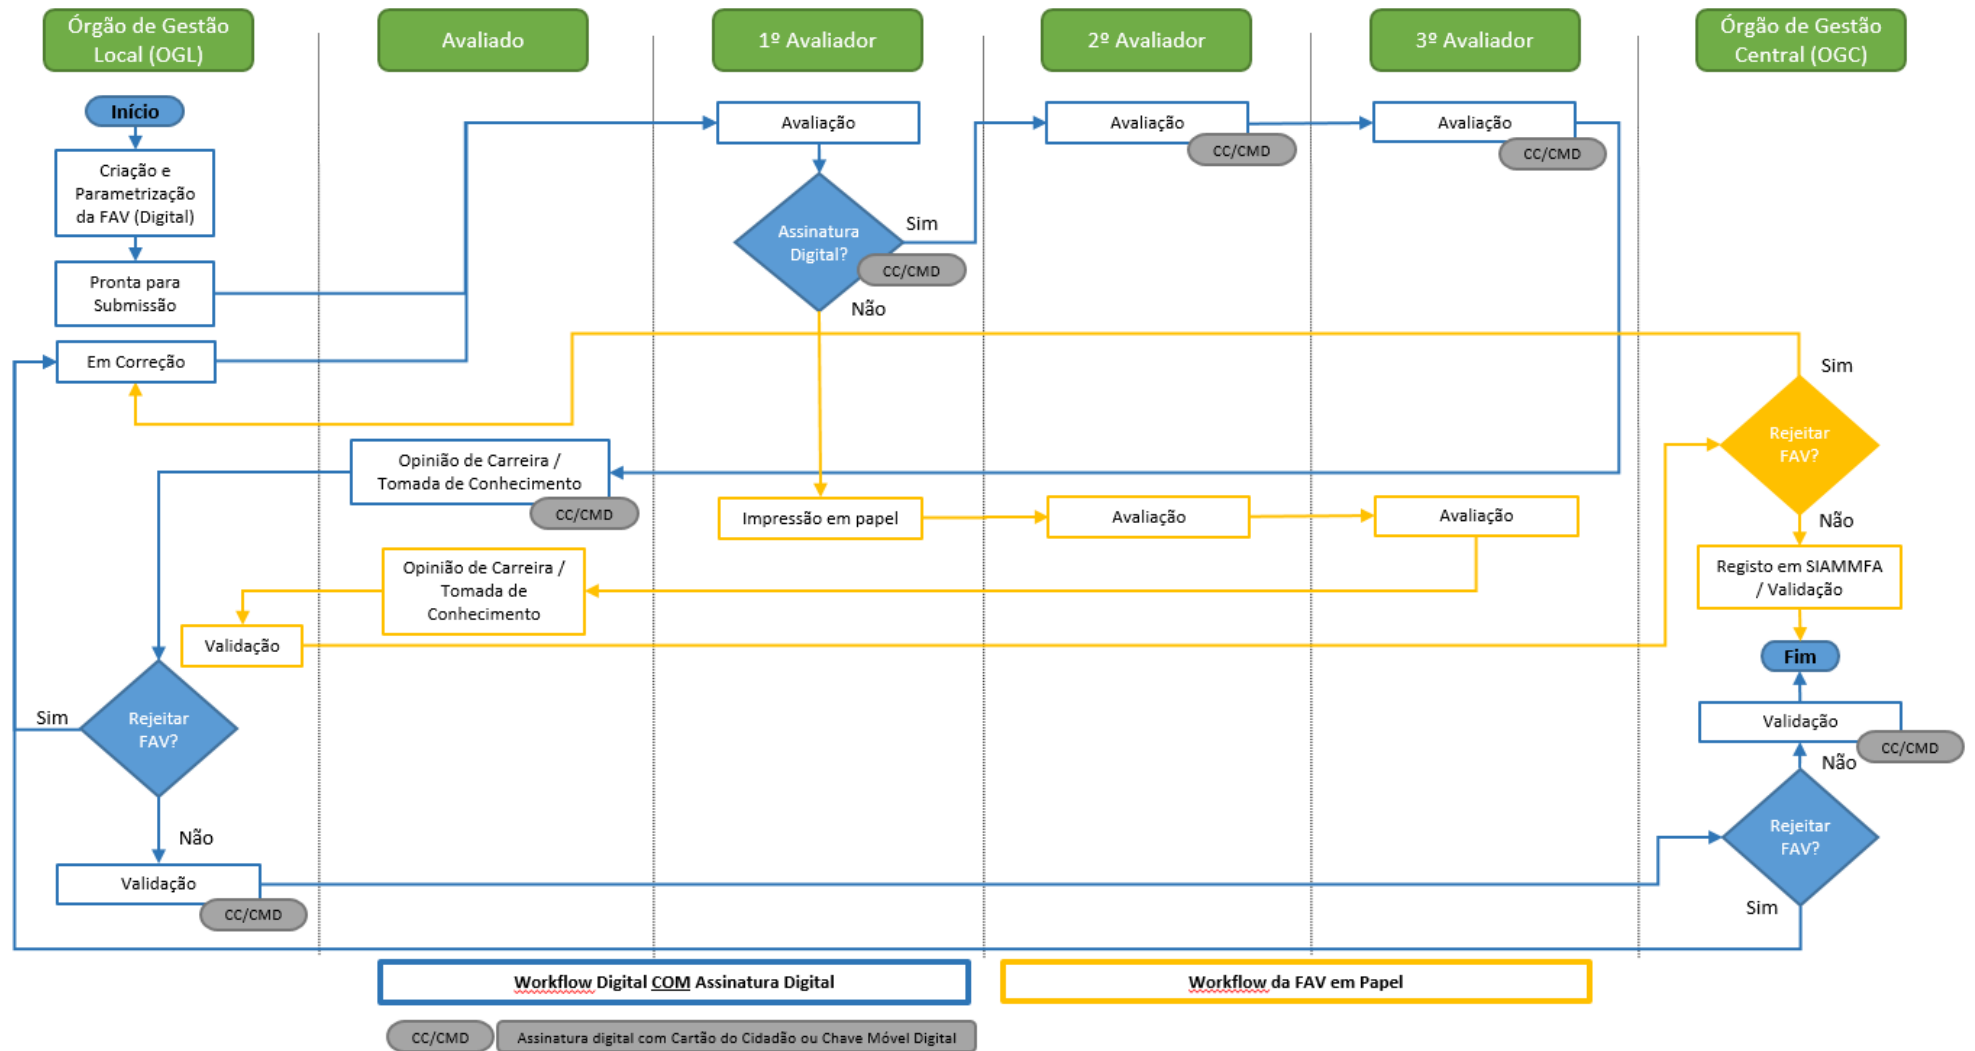 Órgão de Gestão
Local (OGL)
Avaliado
1º Avaliador
2º Avaliador
3º Avaliador
Órgão de Gestão
Central (OGC)
Início
Avaliação
Avaliação
CC/CMD
Avaliação
CC/CMD
Criação e
Parametrização
da FAV (Digital)
Assinatura
Digital?
CC/CMD
Sim
Não
Pronta para
Submissão
Em Correção
Sim
Rejeitar
FAV?
Não
Opinião de Carreira /
Tomada de Conhecimento
CC/CMD
Impressão em papel
Avaliação
Avaliação
Opinião de Carreira /
Tomada de
Conhecimento
Registo em SIAMMFA
/ Validação
Validação
Fim
Sim
Rejeitar
FAV?
Não
Validação
CC/CMD
Não
Rejeitar
FAV?
Sim
Validação
CC/CMD
Workflow Digital COM Assinatura Digital
Workflow da FAV em Papel
CC/CMD
Assinatura digital com Cartão do Cidadão ou Chave Móvel Digital